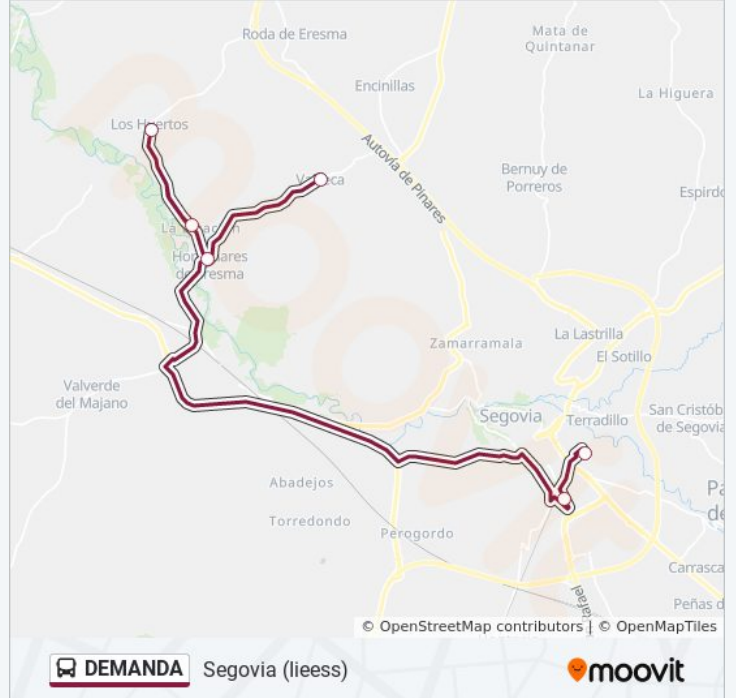 Roda de Eresma
Mata de
Quintanar
Encinillas
La Higuera
Los Huertos
Autovía de Pinares
Bernuy de
Porreros
Espirdo
de Eresma
La Lastrilla
Zamarramala
El Sotillo
Valverde
del Majano
Segovia
Terradillo
San Cristób
de Segovia
Abadejos
Torredondo
Perogordo
Pa
de
Carrasca
Peñas d
© OpenStreetMap contributors | © OpenMapTiles
DEMANDA
Segovia (lieess)
moovit